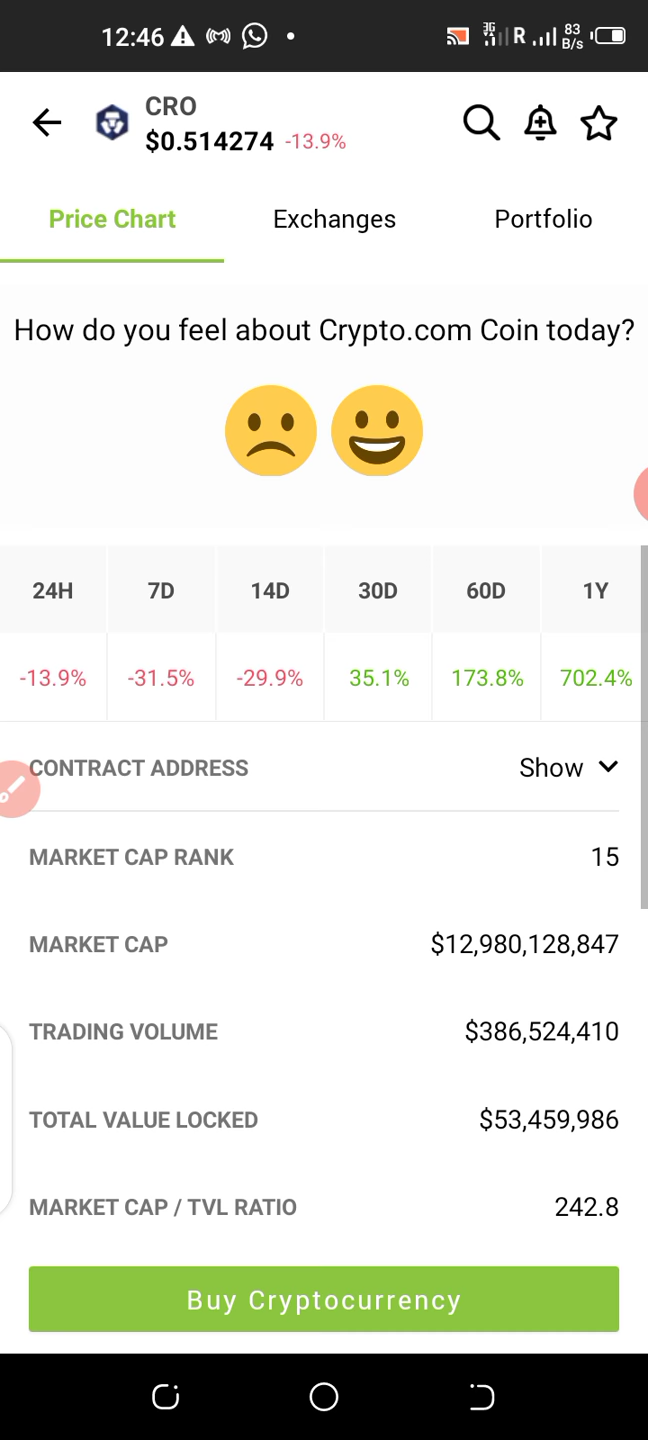 12:46
3G
R
83
B/s
CRO
$0.514274 -13.9%
Price Chart Exchanges Portfolio
How do you feel about Crypto.com Coin today?
24H 7D 14D 30D 60D 1Y
-13.9% -31.5% -29.9% 35.1% 173.8% 702.4%
CONTRACT ADDRESS Show
MARKET CAP RANK 15
MARKET CAP $12,980,128,847
TRADING VOLUME $386,524,410
TOTAL VALUE LOCKED $53,459,986
MARKET CAP / TVL RATIO 242.8
Buy Cryptocurrency